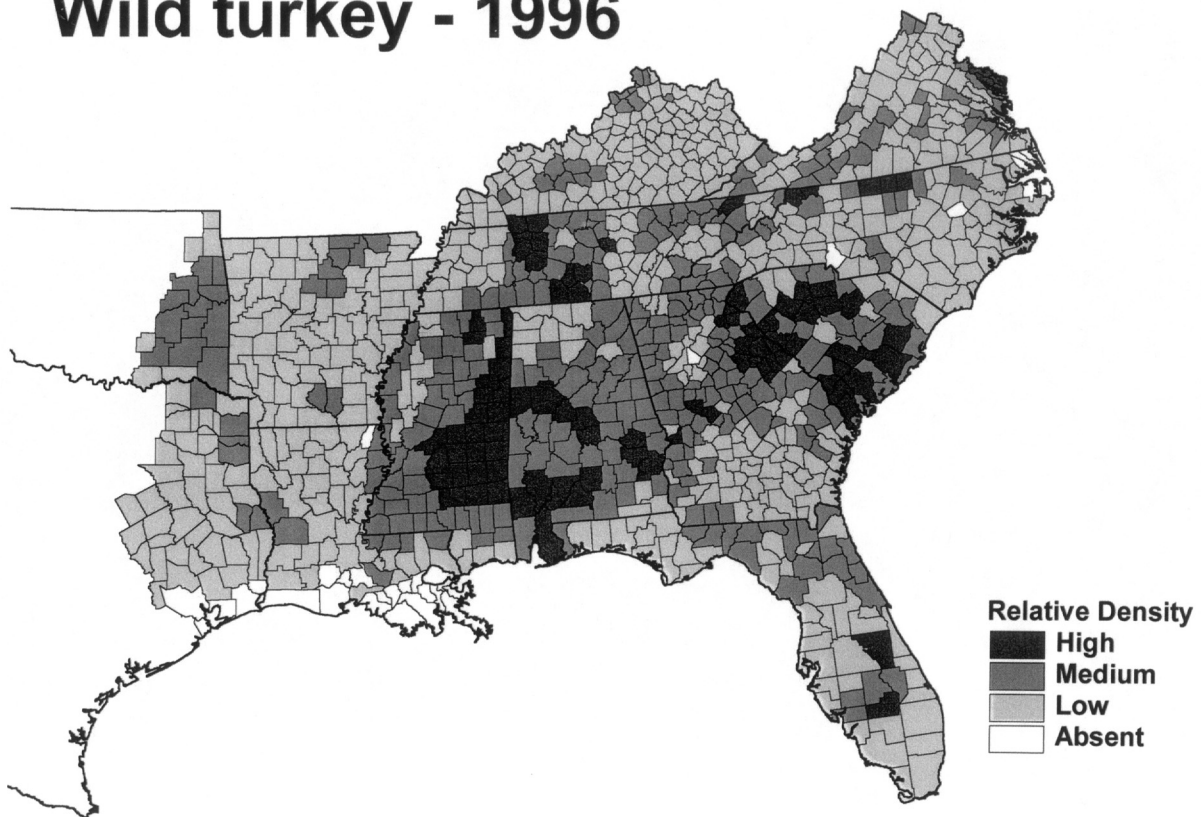 Wild turkey - 1996
Relative Density
High
Medium
Low
Absent